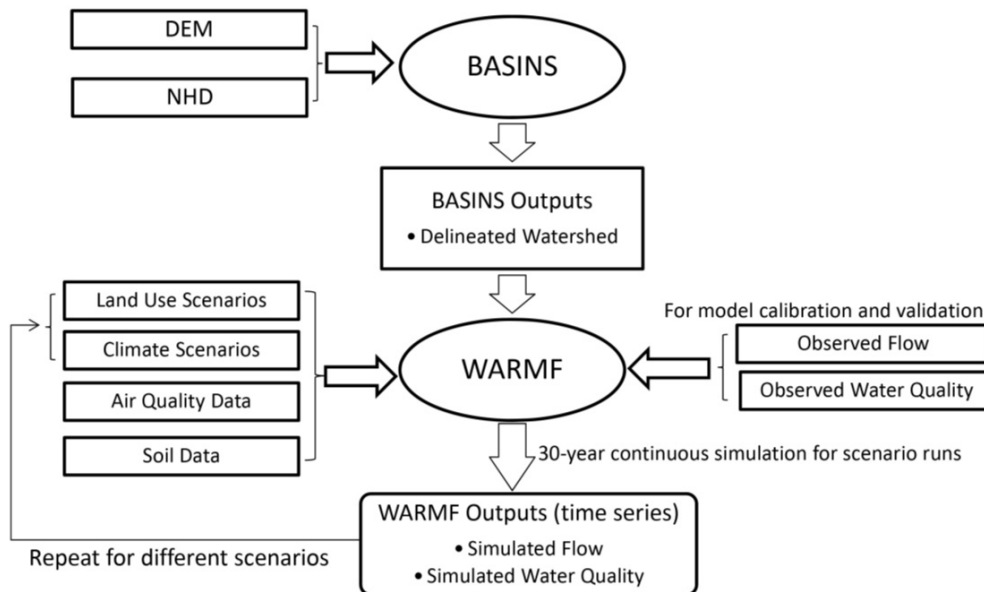 DEM
BASINS
NHD
BASINS Outputs
• Delineated Watershed
Land Use Scenarios
For model calibration and validation
Climate Scenarios
WARMF
Observed Flow
Air Quality Data
Observed Water Quality
Soil Data
30-year continuous simulation for scenario runs
WARMF Outputs (time series)
• Simulated Flow
• Simulated Water Quality
Repeat for different scenarios